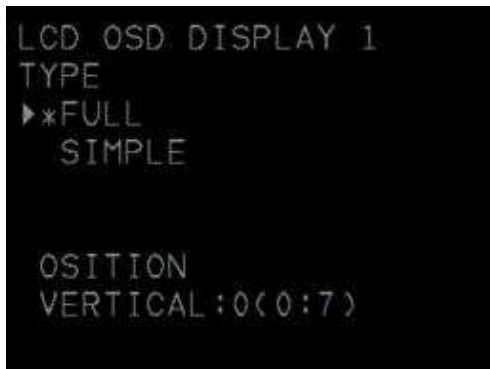 LCD OSD DISPLAY 1
TYPE
▶*FULL
SIMPLE
OSITION
VERTICAL:0(0:7)